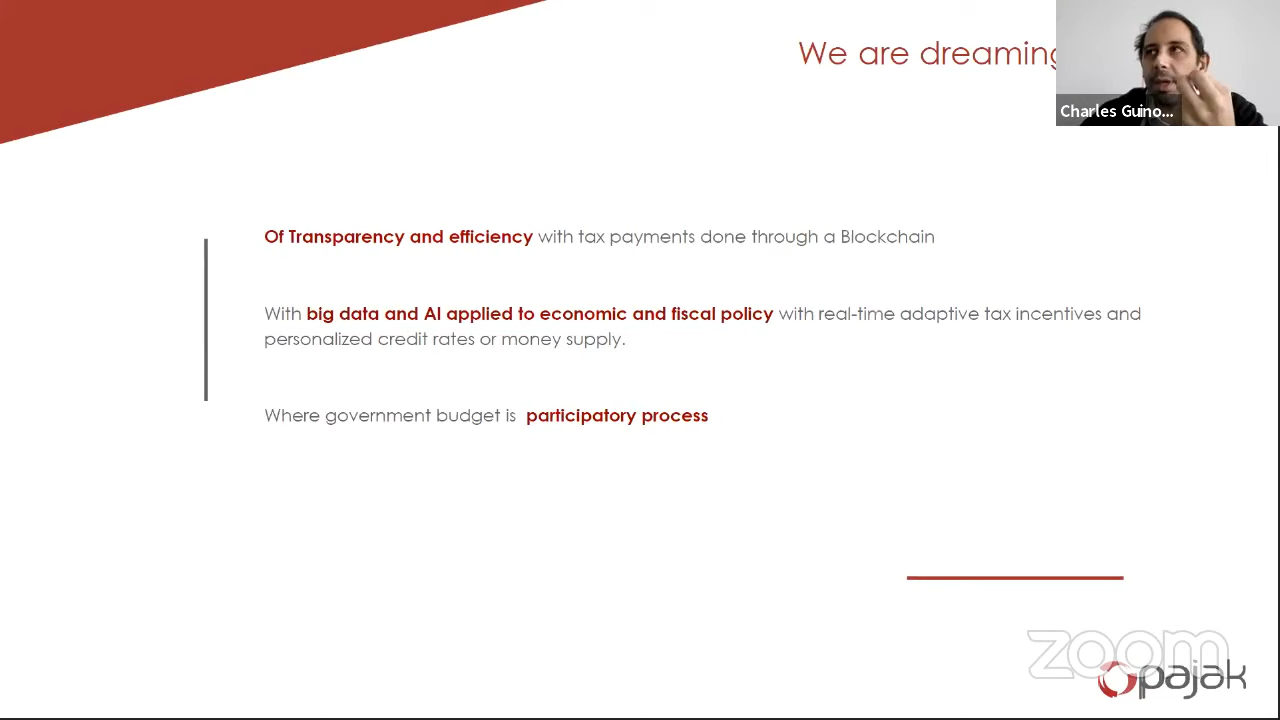 We are dreaming
Charles Guino...
Of Transparency and efficiency with tax payments done through a Blockchain
With big data and AI applied to economic and fiscal policy with real-time adaptive tax incentives and
personalized credit rates or money supply.
Where government budget is participatory process
zoom
pajak